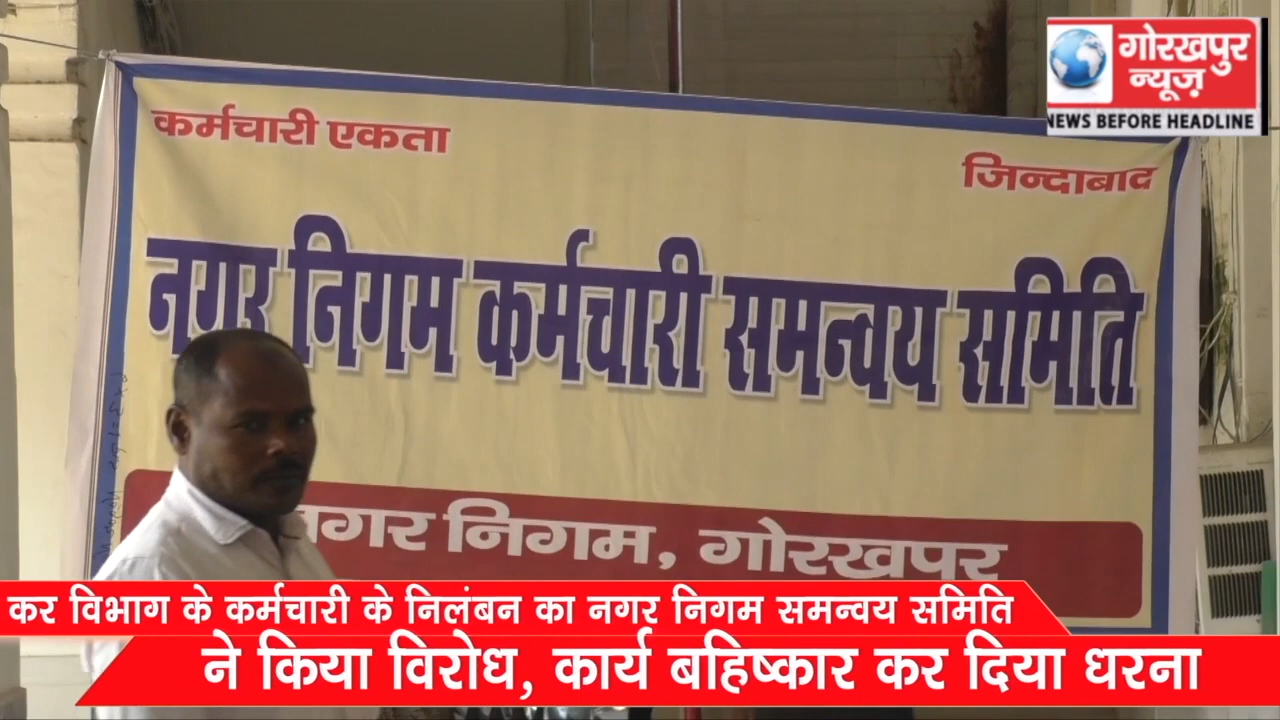 गोरखपुर
न्यूज़
NEWS BEFORE HEADLINE
कर्मचारी एकता
जिन्दाबाद
नगर निगम कर्मचारी समन्वय समिति
नगर निगम, गोरखपुर
कर विभाग के कर्मचारी के निलंबन का नगर निगम समन्वय समिति
ने किया विरोध, कार्य बहिष्कार कर दिया धरना